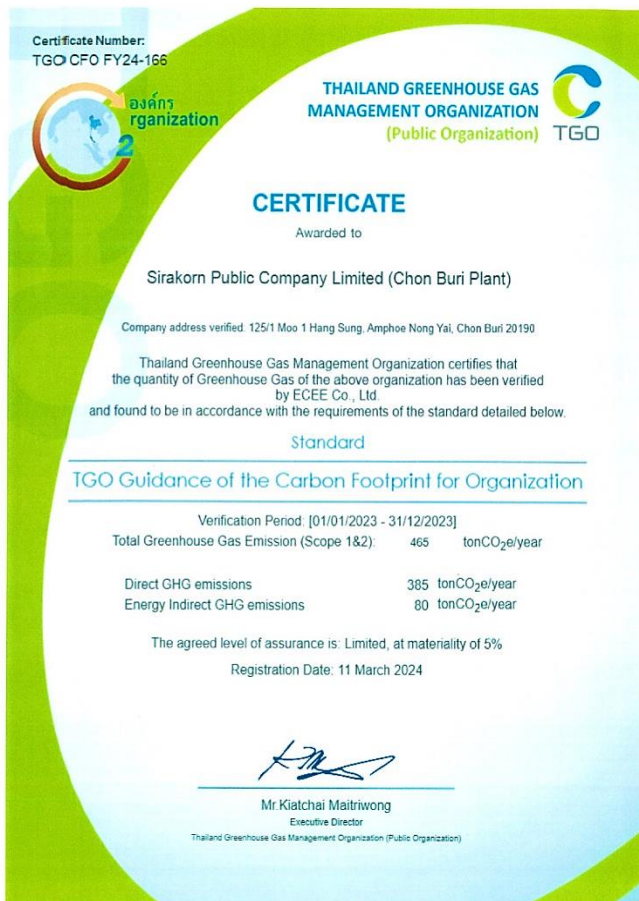 Certificate Number:
TGO CFO FY24-166
องค์กร
rganization
2
THAILAND GREENHOUSE GAS
MANAGEMENT ORGANIZATION
(Public Organization)
TGO
CERTIFICATE
Awarded to
Sirakorn Public Company Limited (Chon Buri Plant)
Company address verified: 125/1 Moo 1 Hang Sung, Amphoe Nong Yai, Chon Buri 20190
Thailand Greenhouse Gas Management Organization certifies that
the quantity of Greenhouse Gas of the above organization has been verified
by ECEE Co., Ltd.
and found to be in accordance with the requirements of the standard detailed below.
Standard
TGO Guidance of the Carbon Footprint for Organization
Verification Period: [01/01/2023 - 31/12/2023]
Total Greenhouse Gas Emission (Scope 1&2): 465 tonCO₂e/year
Direct GHG emissions 385 tonCO₂e/year
Energy Indirect GHG emissions 80 tonCO₂e/year
The agreed level of assurance is: Limited, at materiality of 5%
Registration Date: 11 March 2024
Mr.Kiatchai Maitriwong
Executive Director
Thailand Greenhouse Gas Management Organization (Public Organization)